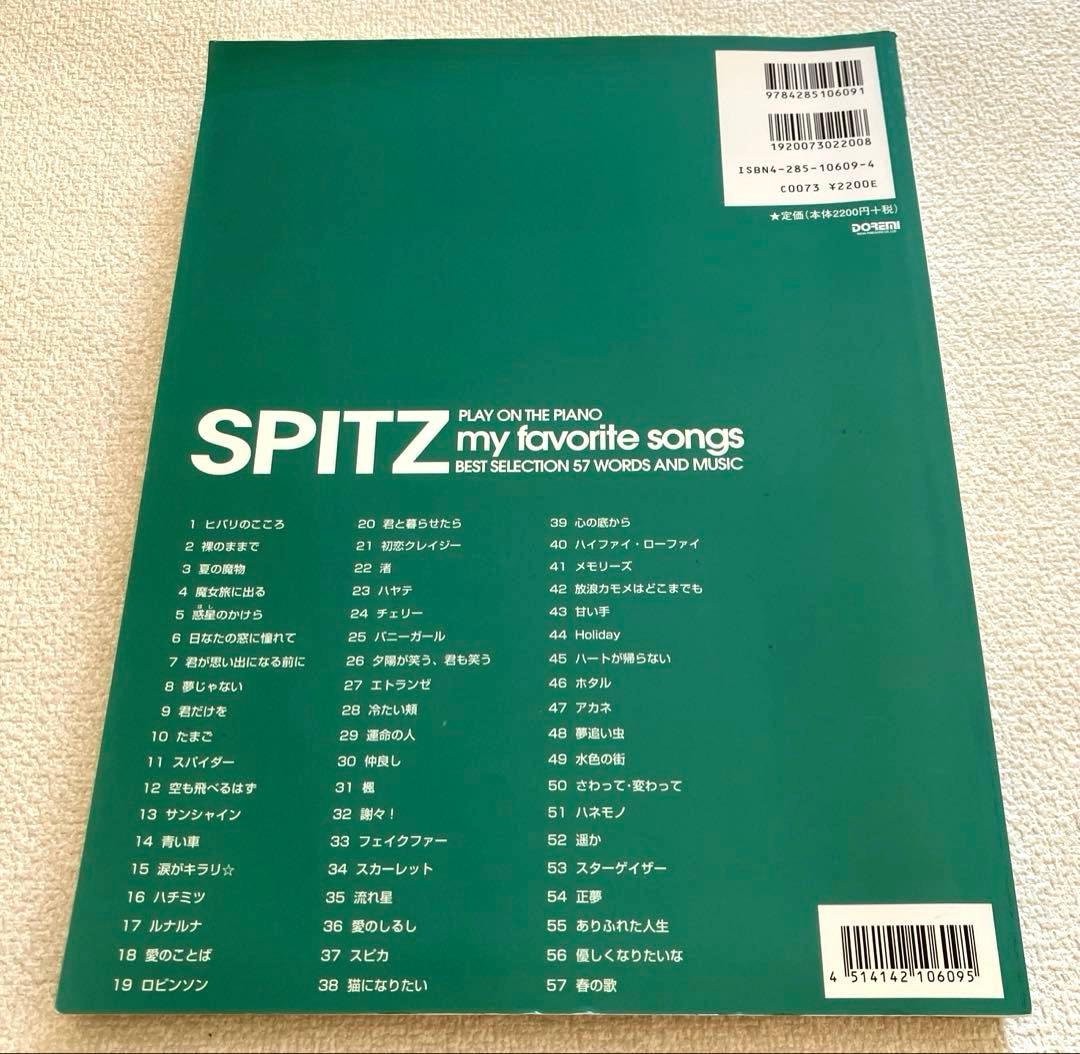 9784285106091
1920073022008
ISBN4-285-10609-4
C0073 ¥2200E
★定価(本体2200円+税)
DOREMI
SPITZ
PLAY ON THE PIANO
my favorite songs
BEST SELECTION 57 WORDS AND MUSIC
1 ヒバリのこころ
2 裸のままで
3 夏の魔物
4 魔女旅に出る
ほし
5 惑星のかけら
6 日なたの窓に憧れて
7 君が思い出になる前に
8 夢じゃない
9 君だけを
10 たまご
11 スパイダー
12 空も飛べるはず
13 サンシャイン
14 青い車
15 涙がキラリ☆
16 ハチミツ
17 ルナルナ
18 愛のことば
19 ロビンソン
20 君と暮らせたら
21 初恋クレイジー
22 渚
23 ハヤテ
24 チェリー
25 バニーガール
26 夕陽が笑う、君も笑う
27 エトランゼ
28 冷たい頬
29 運命の人
30 仲良し
31 楓
32 謝々!
33 フェイクファー
34 スカーレット
35 流れ星
36 愛のしるし
37 スピカ
38 猫になりたい
39 心の底から
40 ハイファイ・ローファイ
41 メモリーズ
42 放浪カモメはどこまでも
43 甘い手
44 Holiday
45 ハートが帰らない
46 ホタル
47 アカネ
48 夢追い虫
49 水色の街
50 さわって・変わって
51 ハネモノ
52 遥か
53 スターゲイザー
54 正夢
55 ありふれた人生
56 優しくなりたいな
57 春の歌
4 514142 106095